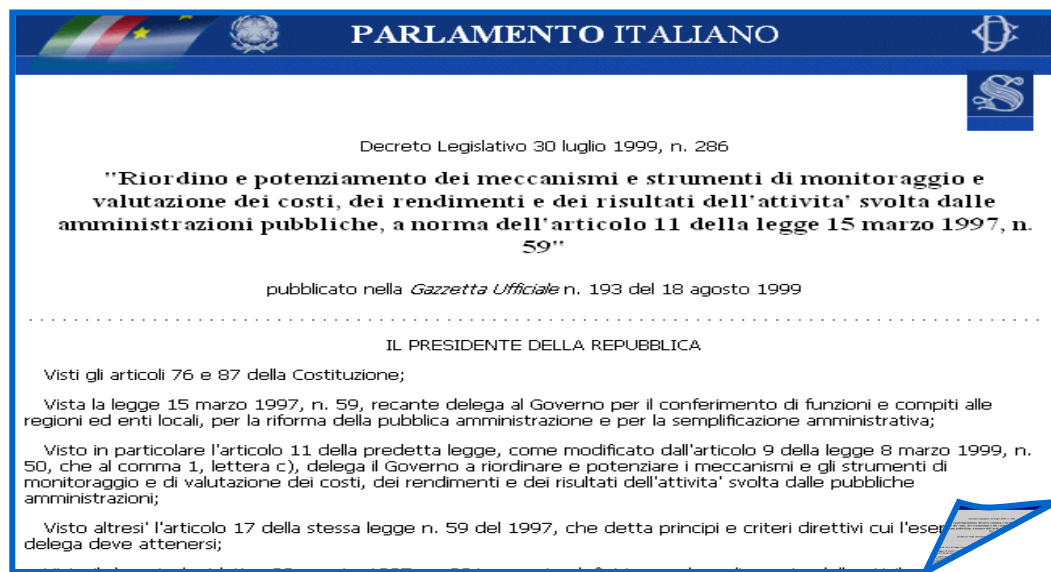 PARLAMENTO ITALIANO
Decreto Legislativo 30 luglio 1999, n. 286
"Riordino e potenziamento dei meccanismi e strumenti di monitoraggio e
valutazione dei costi, dei rendimenti e dei risultati dell'attivita' svolta dalle
amministrazioni pubbliche, a norma dell'articolo 11 della legge 15 marzo 1997, n.
59"
pubblicato nella Gazzetta Ufficiale n. 193 del 18 agosto 1999
IL PRESIDENTE DELLA REPUBBLICA
Visti gli articoli 76 e 87 della Costituzione;
Vista la legge 15 marzo 1997, n. 59, recante delega al Governo per il conferimento di funzioni e compiti alle
regioni ed enti locali, per la riforma della pubblica amministrazione e per la semplificazione amministrativa;
Visto in particolare l'articolo 11 della predetta legge, come modificato dall'articolo 9 della legge 8 marzo 1999, n.
50, che al comma 1, lettera c), delega il Governo a riordinare e potenziare i meccanismi e gli strumenti di
monitoraggio e di valutazione dei costi, dei rendimenti e dei risultati dell'attivita' svolta dalle pubbliche
amministrazioni;
Visto altresi' l'articolo 17 della stessa legge n. 59 del 1997, che detta principi e criteri direttivi cui
delega deve attenersi;